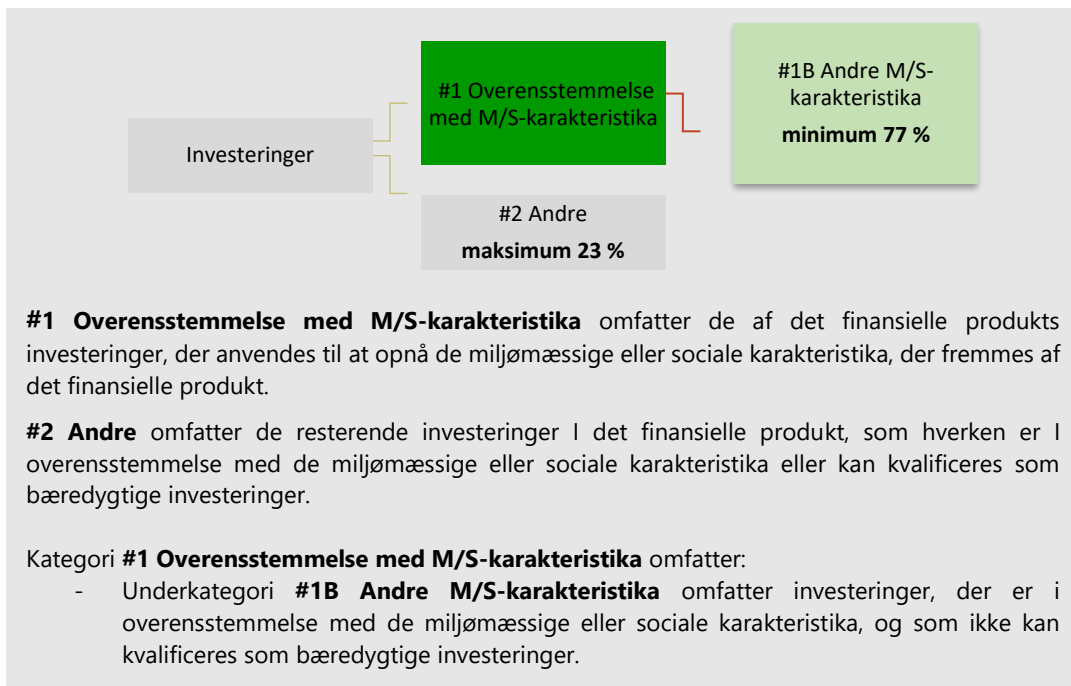 Investeringer
#1 Overensstemmelse
med M/S-karakteristika
#1B Andre M/S-
karakteristika
minimum 77 %
#2 Andre
maksimum 23 %
#1 Overensstemmelse med M/S-karakteristika omfatter de af det finansielle produkts
investeringer, der anvendes til at opnå de miljømæssige eller sociale karakteristika, der fremmes af
det finansielle produkt.
#2 Andre omfatter de resterende investeringer I det finansielle produkt, som hverken er I
overensstemmelse med de miljømæssige eller sociale karakteristika eller kan kvalificeres som
bæredygtige investeringer.
Kategori #1 Overensstemmelse med M/S-karakteristika omfatter:
- Underkategori #1B Andre M/S-karakteristika omfatter investeringer, der er i
overensstemmelse med de miljømæssige eller sociale karakteristika, og som ikke kan
kvalificeres som bæredygtige investeringer.